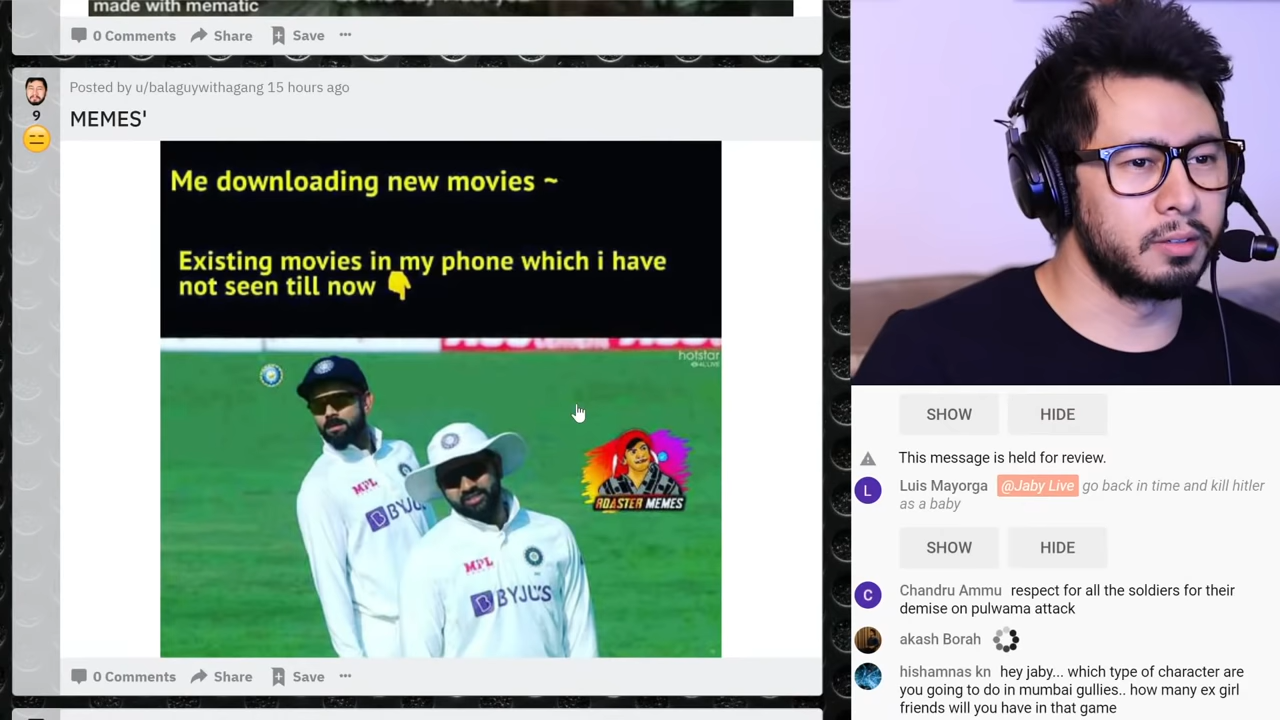 made with mematic
0 Comments Share Save ···
Posted by u/balaguywithagang 15 hours ago
9
MEMES'
Me downloading new movies ~
Existing movies in my phone which i have
not seen till now 👇
hotstar
MPL
BYJU
ROASTER MEMES
MPL
BYJU'S
0 Comments Share Save ···
SHOW HIDE
This message is held for review.
L Luis Mayorga @Jaby Live go back in time and kill hitler
as a baby
SHOW HIDE
C Chandru Ammu respect for all the soldiers for their
demise on pulwama attack
akash Borah
hishamnas kn hey jaby... which type of character are
you going to do in mumbai gullies.. how many ex girl
friends will you have in that game